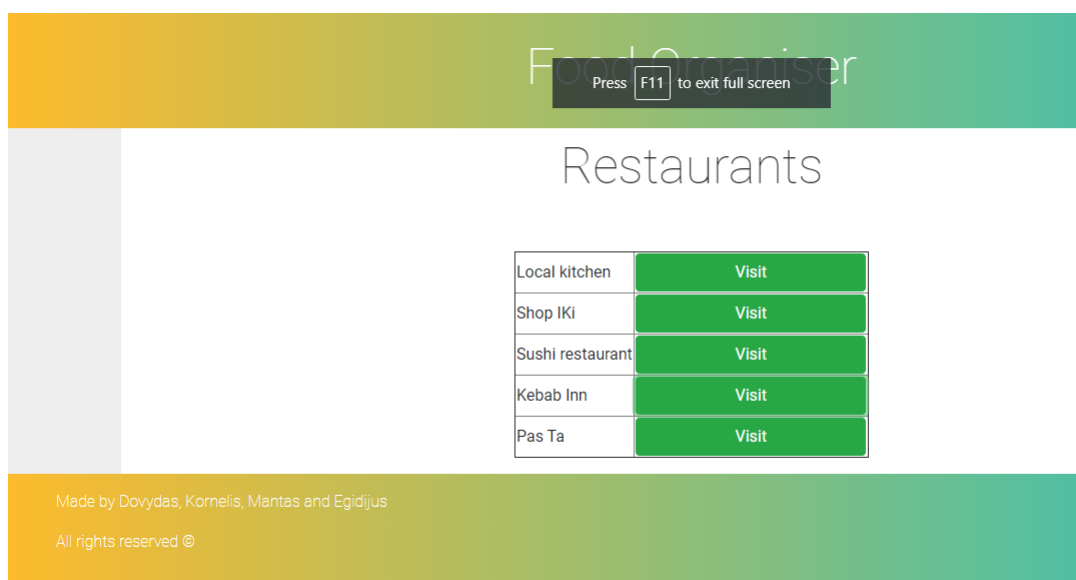 Food Organiser
Press F11 to exit full screen
Restaurants
Local kitchen Visit
Shop IKi Visit
Sushi restaurant Visit
Kebab Inn Visit
Pas Ta Visit
Made by Dovydas, Kornelis, Mantas and Egidijus
All rights reserved ©